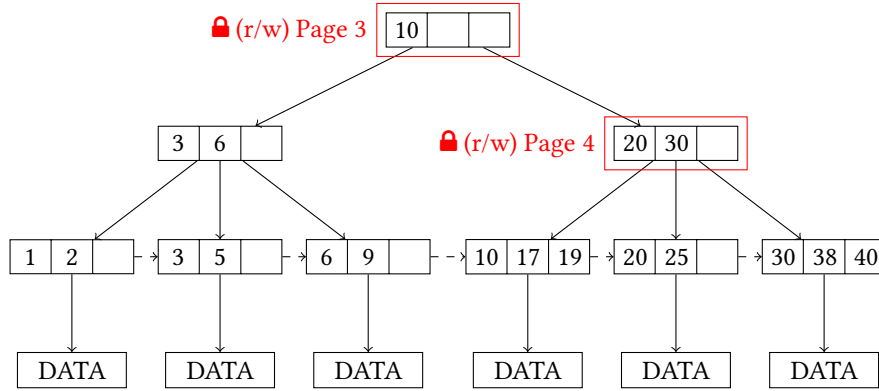 🔒 (r/w) Page 3
10
3 6
🔒 (r/w) Page 4
20 30
1 2
3 5
6 9
10 17 19
20 25
30 38 40
DATA
DATA
DATA
DATA
DATA
DATA